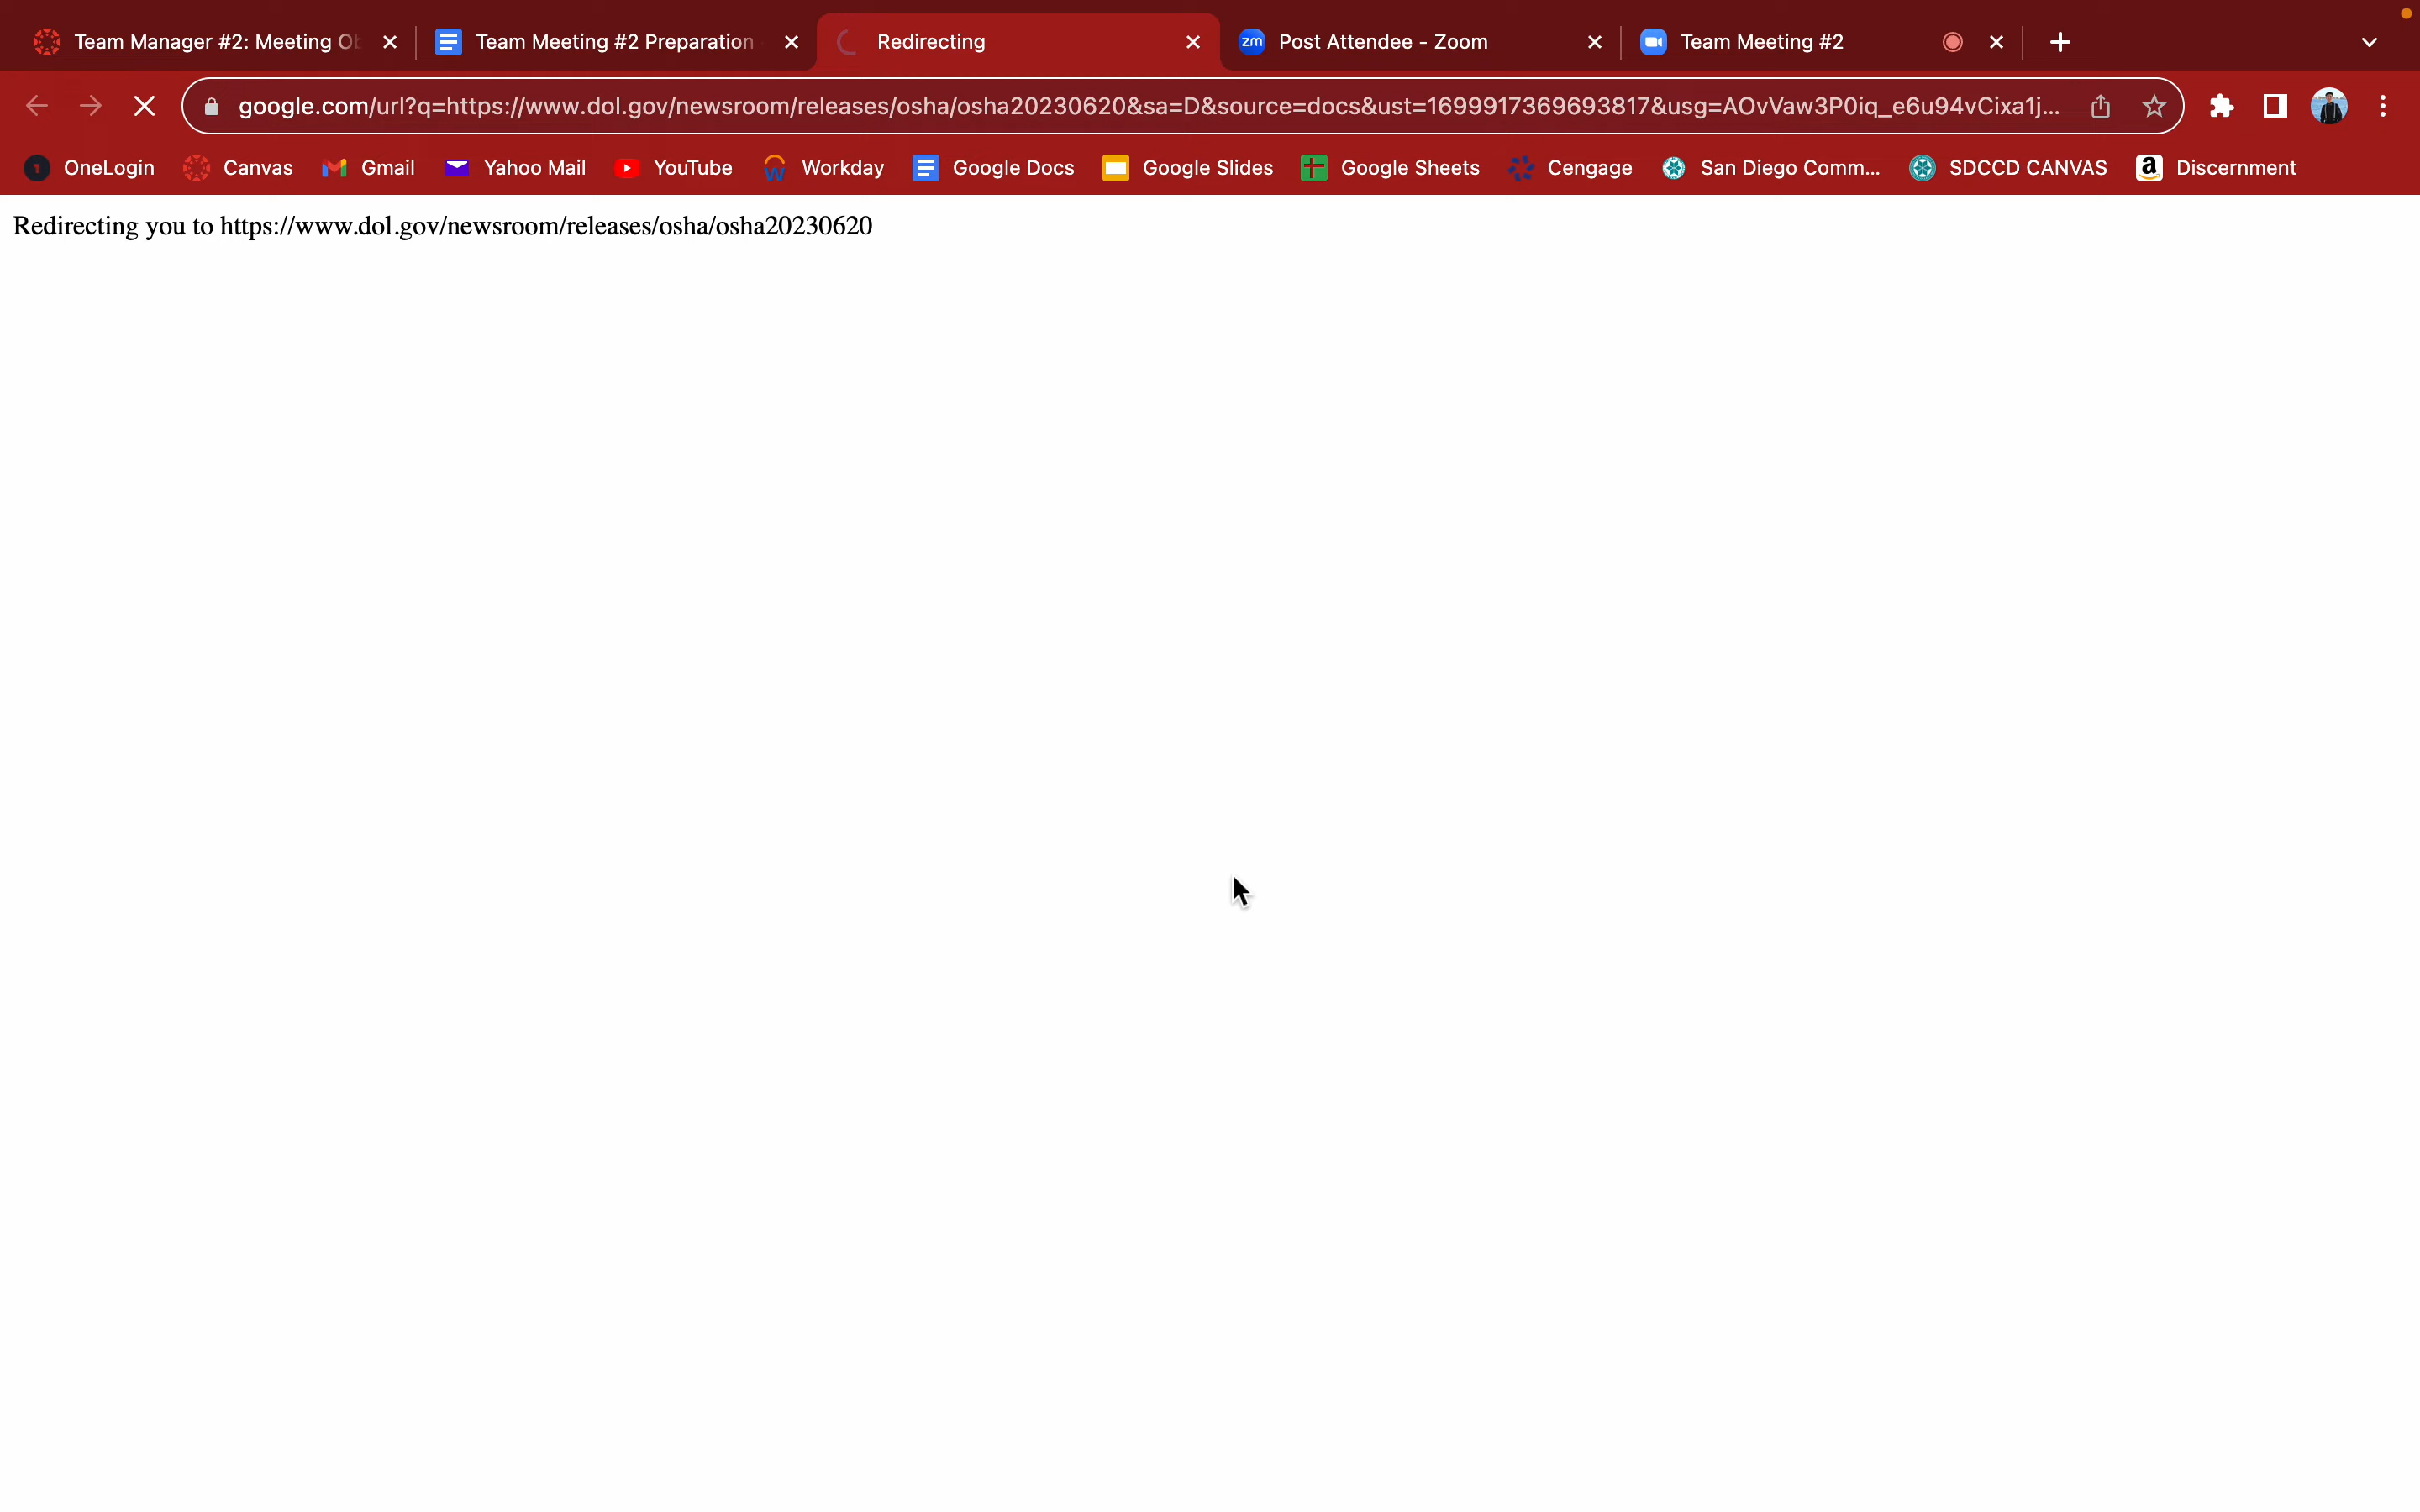 Team Manager #2: Meeting Ob
Team Meeting #2 Preparation
Redirecting
zm Post Attendee - Zoom
Team Meeting #2
google.com/url?q=https://www.dol.gov/newsroom/releases/osha/osha20230620&sa=D&source=docs&ust=1699917369693817&usg=AOvVaw3P0iq_e6u94vCixa1j...
1 OneLogin
Canvas
Gmail
Yahoo Mail
YouTube
Workday
Google Docs
Google Slides
Google Sheets
Cengage
San Diego Comm...
SDCCD CANVAS
a Discernment
Redirecting you to https://www.dol.gov/newsroom/releases/osha/osha20230620